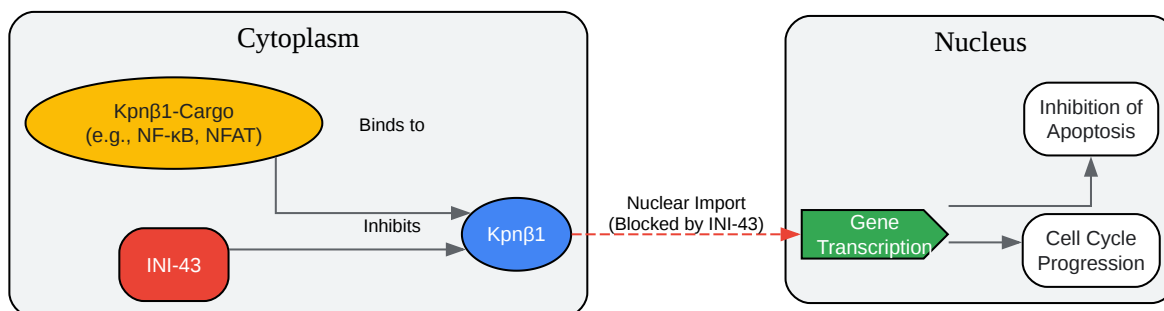 Cytoplasm
Kpnβ1-Cargo
(e.g., NF-κB, NFAT)
Binds to
Inhibits
INI-43
Kpnβ1
Nuclear Import
(Blocked by INI-43)
Nucleus
Inhibition of
Apoptosis
Gene
Transcription
Cell Cycle
Progression